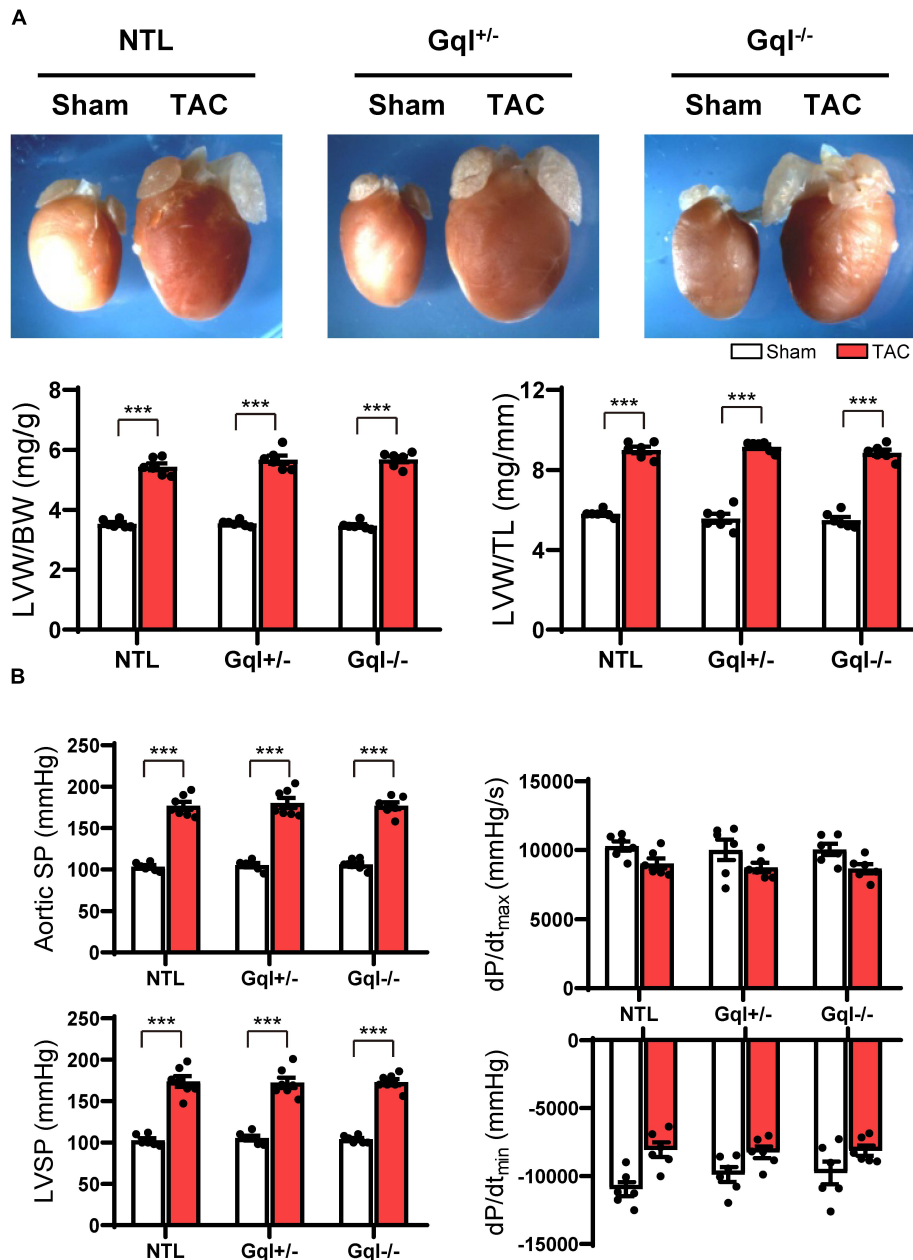 A
NTL Gql+/- Gql-/-
Sham TAC Sham TAC Sham TAC
Sham TAC
LVW/BW (mg/g)
8
6
4
2
0
*** *** ***
NTL Gql+/- Gql-/-
LVW/TL (mg/mm)
12
8
4
0
*** *** ***
NTL Gql+/- Gql-/-
B
Aortic SP (mmHg)
250
200
150
100
50
0
*** *** ***
NTL Gql+/- Gql-/-
dP/dtmax (mmHg/s)
15000
10000
5000
0
NTL Gql+/- Gql-/-
LVSP (mmHg)
250
200
150
100
50
0
*** *** ***
NTL Gql+/- Gql-/-
dP/dtmin (mmHg)
0
-5000
-10000
-15000